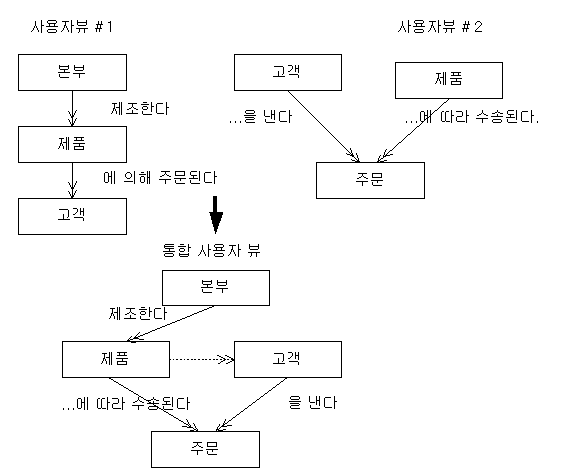 사용자뷰 #1
사용자뷰 #2
본부
제조한다
제품
에 의해 주문된다
고객
고객
제품
...을 낸다
...에 따라 수송된다.
주문
통합 사용자 뷰
본부
제조한다
제품
고객
...에 따라 수송된다
을 낸다
주문